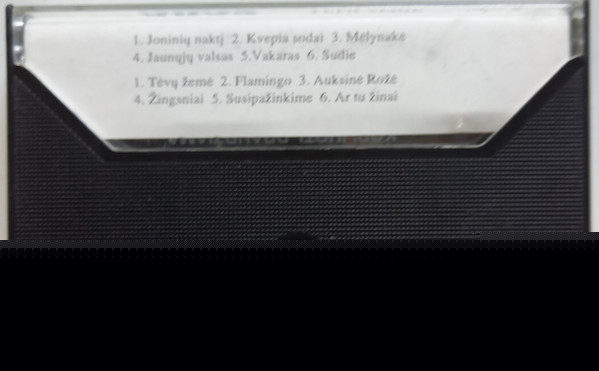 1. Joninių naktį 2. Kvepia sodai 3. Mėlynakė
4. Jaunųjų valsas 5.Vakaras 6. Sudie
1. Tėvų žemė 2. Flamingo 3. Auksinė Rožė
4. Žingsniai 5. Susipažinkime 6. Ar tu žinai